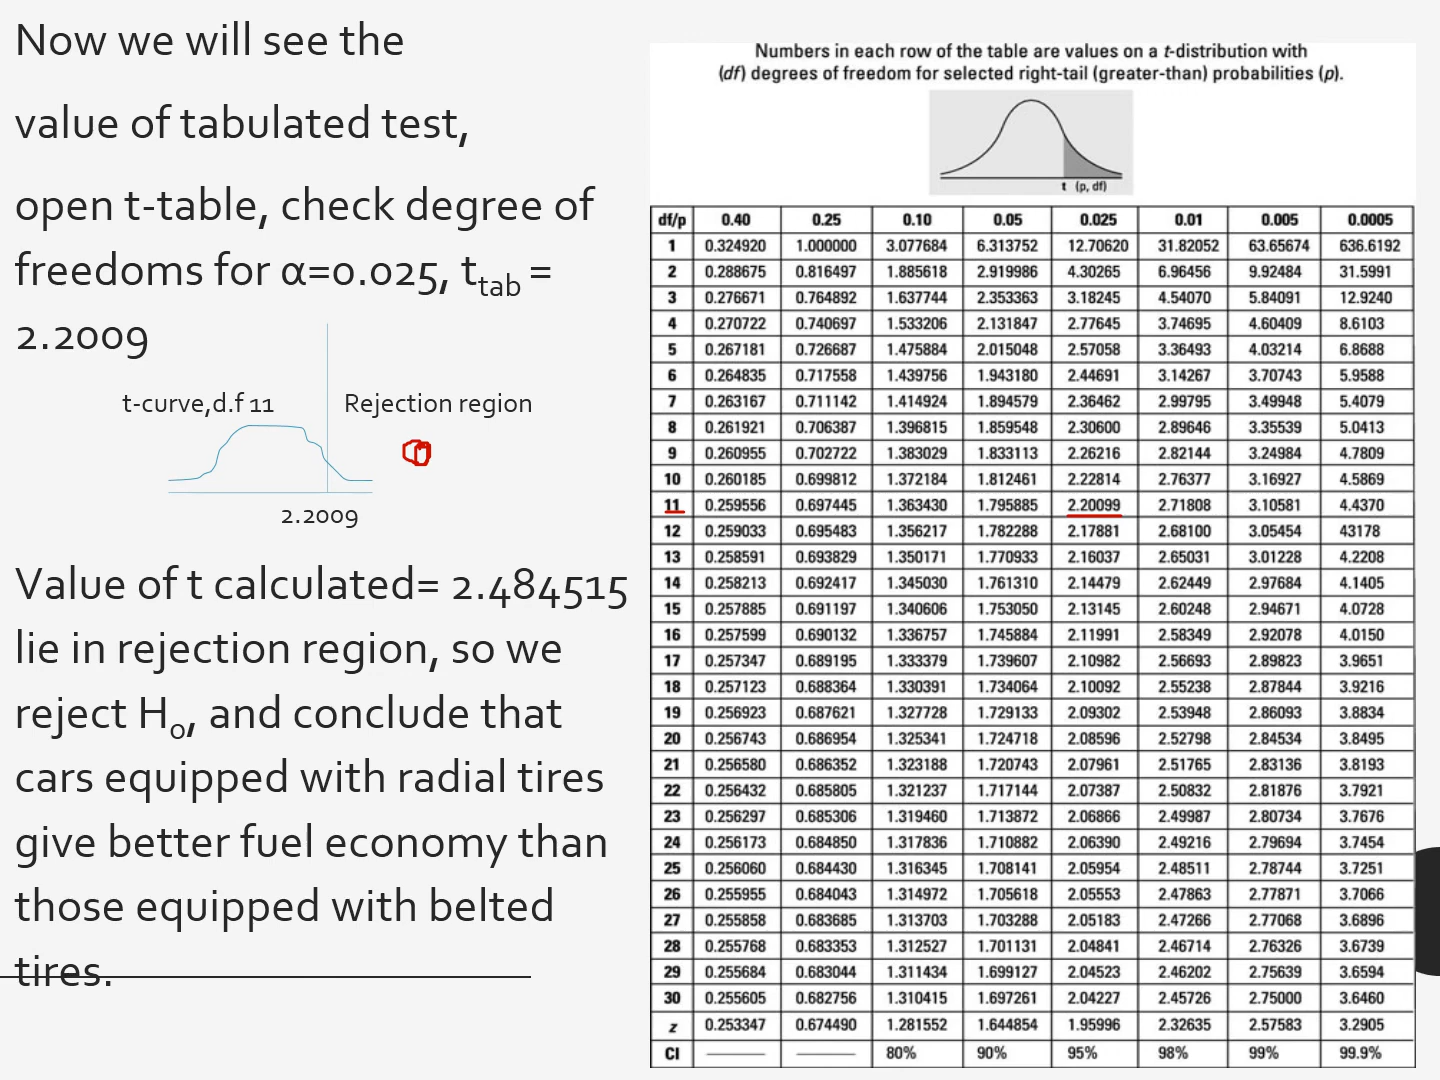 Now we will see the
value of tabulated test,
open t-table, check degree of
freedoms for α=0.025, t_tab =
2.2009
t-curve,d.f 11 Rejection region
2.2009
Value of t calculated= 2.484515
lie in rejection region, so we
reject H₀, and conclude that
cars equipped with radial tires
give better fuel economy than
those equipped with belted
tires.
Numbers in each row of the table are values on a t-distribution with
(df) degrees of freedom for selected right-tail (greater-than) probabilities (p).
t (p, df)
df/p 0.40 0.25 0.10 0.05 0.025 0.01 0.005 0.0005
1 0.324920 1.000000 3.077684 6.313752 12.70620 31.82052 63.65674 636.6192
2 0.288675 0.816497 1.885618 2.919986 4.30265 6.96456 9.92484 31.5991
3 0.276671 0.764892 1.637744 2.353363 3.18245 4.54070 5.84091 12.9240
4 0.270722 0.740697 1.533206 2.131847 2.77645 3.74695 4.60409 8.6103
5 0.267181 0.726687 1.475884 2.015048 2.57058 3.36493 4.03214 6.8688
6 0.264835 0.717558 1.439756 1.943180 2.44691 3.14267 3.70743 5.9588
7 0.263167 0.711142 1.414924 1.894579 2.36462 2.99795 3.49948 5.4079
8 0.261921 0.706387 1.396815 1.859548 2.30600 2.89646 3.35539 5.0413
9 0.260955 0.702722 1.383029 1.833113 2.26216 2.82144 3.24984 4.7809
10 0.260185 0.699812 1.372184 1.812461 2.22814 2.76377 3.16927 4.5869
11 0.259556 0.697445 1.363430 1.795885 2.20099 2.71808 3.10581 4.4370
12 0.259033 0.695483 1.356217 1.782288 2.17881 2.68100 3.05454 43178
13 0.258591 0.693829 1.350171 1.770933 2.16037 2.65031 3.01228 4.2208
14 0.258213 0.692417 1.345030 1.761310 2.14479 2.62449 2.97684 4.1405
15 0.257885 0.691197 1.340606 1.753050 2.13145 2.60248 2.94671 4.0728
16 0.257599 0.690132 1.336757 1.745884 2.11991 2.58349 2.92078 4.0150
17 0.257347 0.689195 1.333379 1.739607 2.10982 2.56693 2.89823 3.9651
18 0.257123 0.688364 1.330391 1.734064 2.10092 2.55238 2.87844 3.9216
19 0.256923 0.687621 1.327728 1.729133 2.09302 2.53948 2.86093 3.8834
20 0.256743 0.686954 1.325341 1.724718 2.08596 2.52798 2.84534 3.8495
21 0.256580 0.686352 1.323188 1.720743 2.07961 2.51765 2.83136 3.8193
22 0.256432 0.685805 1.321237 1.717144 2.07387 2.50832 2.81876 3.7921
23 0.256297 0.685306 1.319460 1.713872 2.06866 2.49987 2.80734 3.7676
24 0.256173 0.684850 1.317836 1.710882 2.06390 2.49216 2.79694 3.7454
25 0.256060 0.684430 1.316345 1.708141 2.05954 2.48511 2.78744 3.7251
26 0.255955 0.684043 1.314972 1.705618 2.05553 2.47863 2.77871 3.7066
27 0.255858 0.683685 1.313703 1.703288 2.05183 2.47266 2.77068 3.6896
28 0.255768 0.683353 1.312527 1.701131 2.04841 2.46714 2.76326 3.6739
29 0.255684 0.683044 1.311434 1.699127 2.04523 2.46202 2.75639 3.6594
30 0.255605 0.682756 1.310415 1.697261 2.04227 2.45726 2.75000 3.6460
z 0.253347 0.674490 1.281552 1.644854 1.95996 2.32635 2.57583 3.2905
CI 80% 90% 95% 98% 99% 99.9%